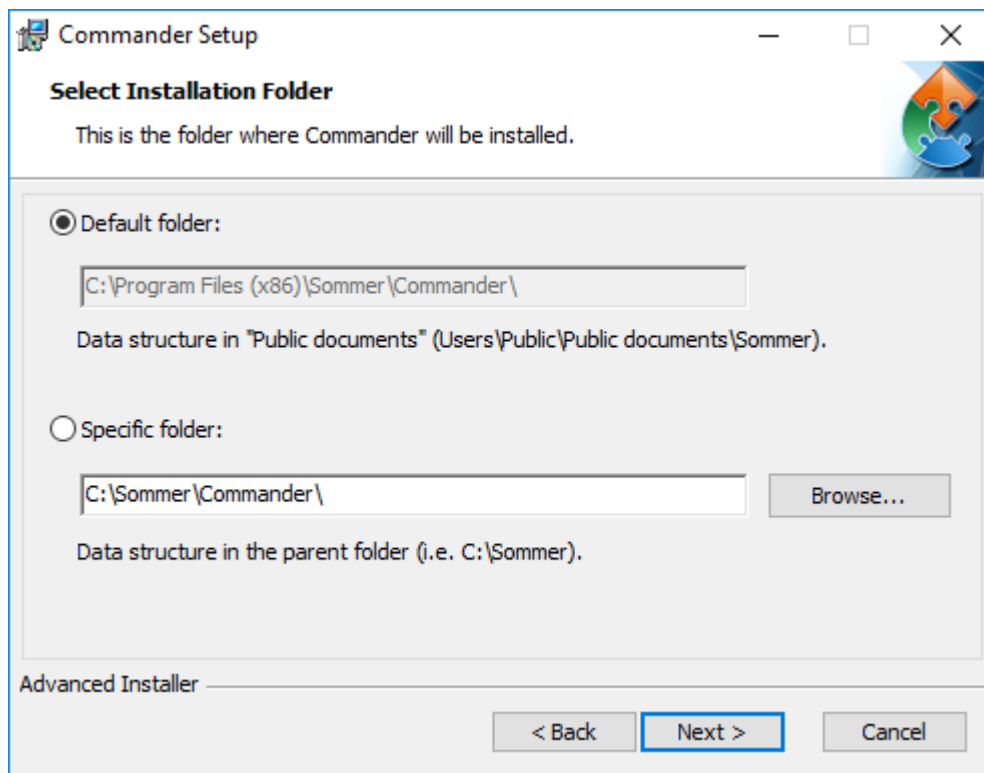 Commander Setup
Select Installation Folder
This is the folder where Commander will be installed.
Default folder:
C:\Program Files (x86)\Sommer\Commander\
Data structure in "Public documents" (Users\Public\Public documents\Sommer).
Specific folder:
C:\Sommer\Commander\
Browse...
Data structure in the parent folder (i.e. C:\Sommer).
Advanced Installer
< Back
Next >
Cancel